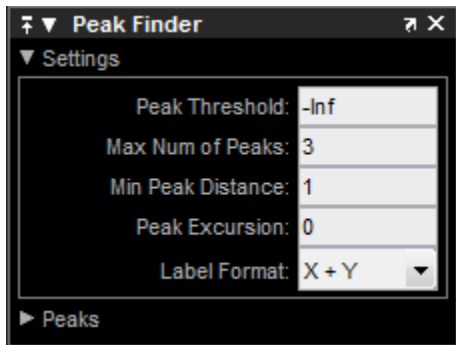 Peak Finder
Settings
Peak Threshold: -Inf
Max Num of Peaks: 3
Min Peak Distance: 1
Peak Excursion: 0
Label Format: X + Y
Peaks